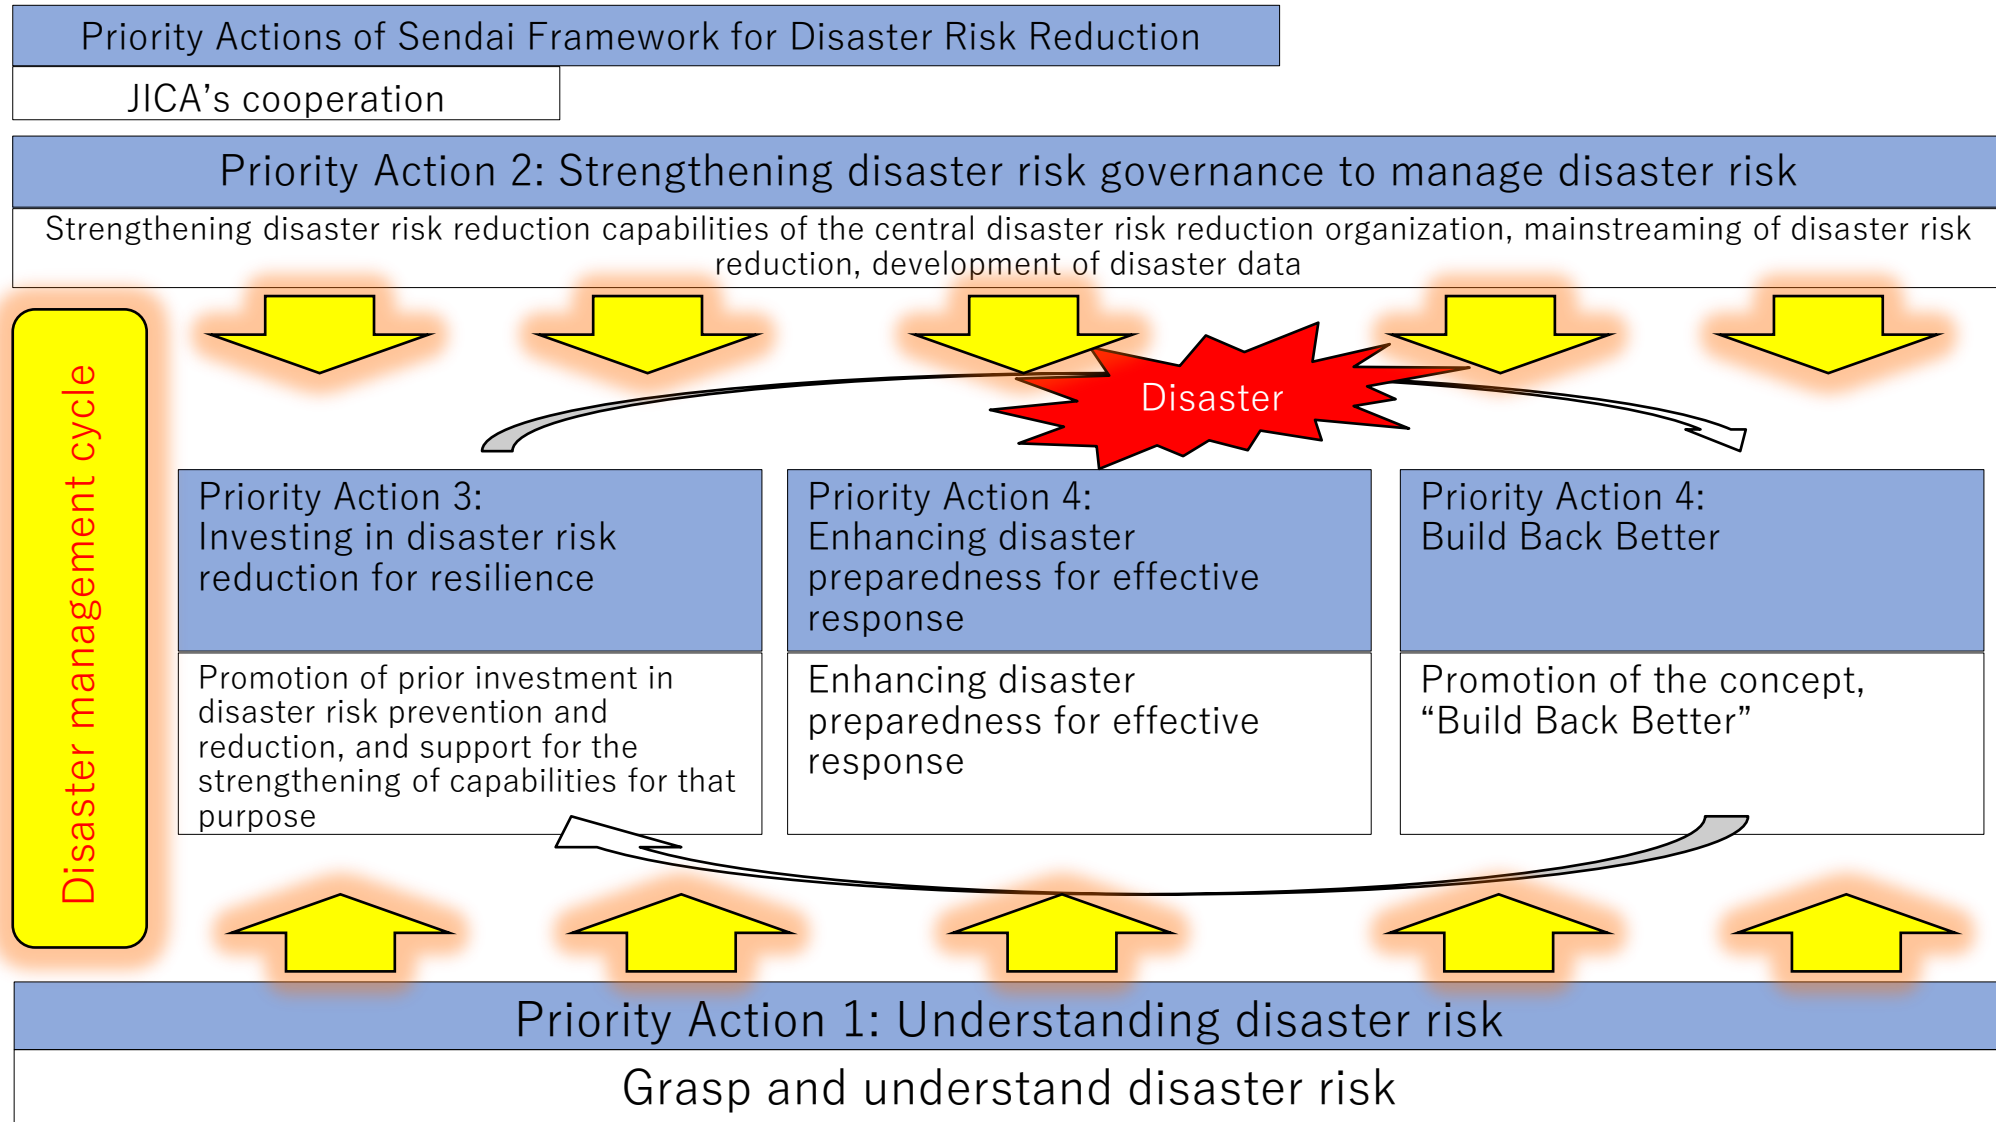 Priority Actions of Sendai Framework for Disaster Risk Reduction
JICA’s cooperation
Priority Action 2: Strengthening disaster risk governance to manage disaster risk
Strengthening disaster risk reduction capabilities of the central disaster risk reduction organization, mainstreaming of disaster risk
reduction, development of disaster data
Disaster management cycle
Disaster
Priority Action 3:
Investing in disaster risk
reduction for resilience
Promotion of prior investment in
disaster risk prevention and
reduction, and support for the
strengthening of capabilities for that
purpose
Priority Action 4:
Enhancing disaster
preparedness for effective
response
Enhancing disaster
preparedness for effective
response
Priority Action 4:
Build Back Better
Promotion of the concept,
“Build Back Better”
Priority Action 1: Understanding disaster risk
Grasp and understand disaster risk